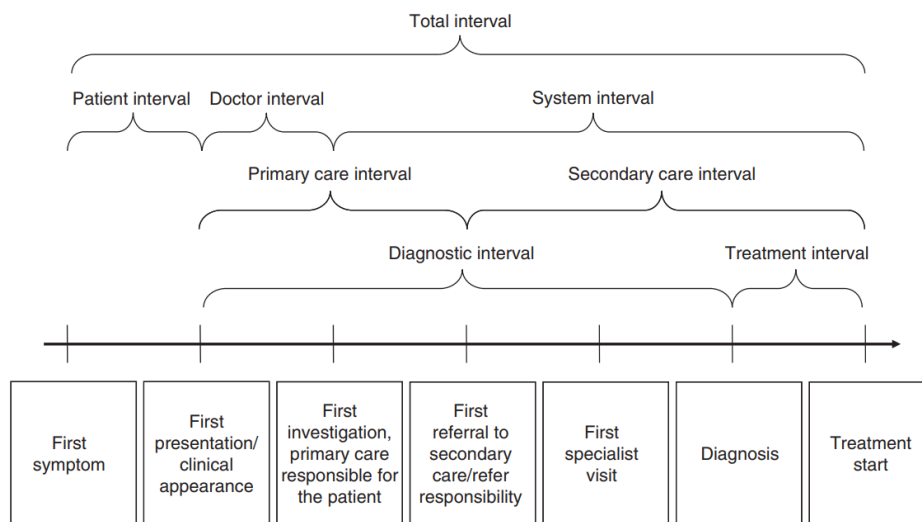 Total interval
Patient interval
Doctor interval
System interval
Primary care interval
Secondary care interval
Diagnostic interval
Treatment interval
First
symptom
First
presentation/
clinical
appearance
First
investigation,
primary care
responsible for
the patient
First
referral to
secondary
care/refer
responsibility
First
specialist
visit
Diagnosis
Treatment
start